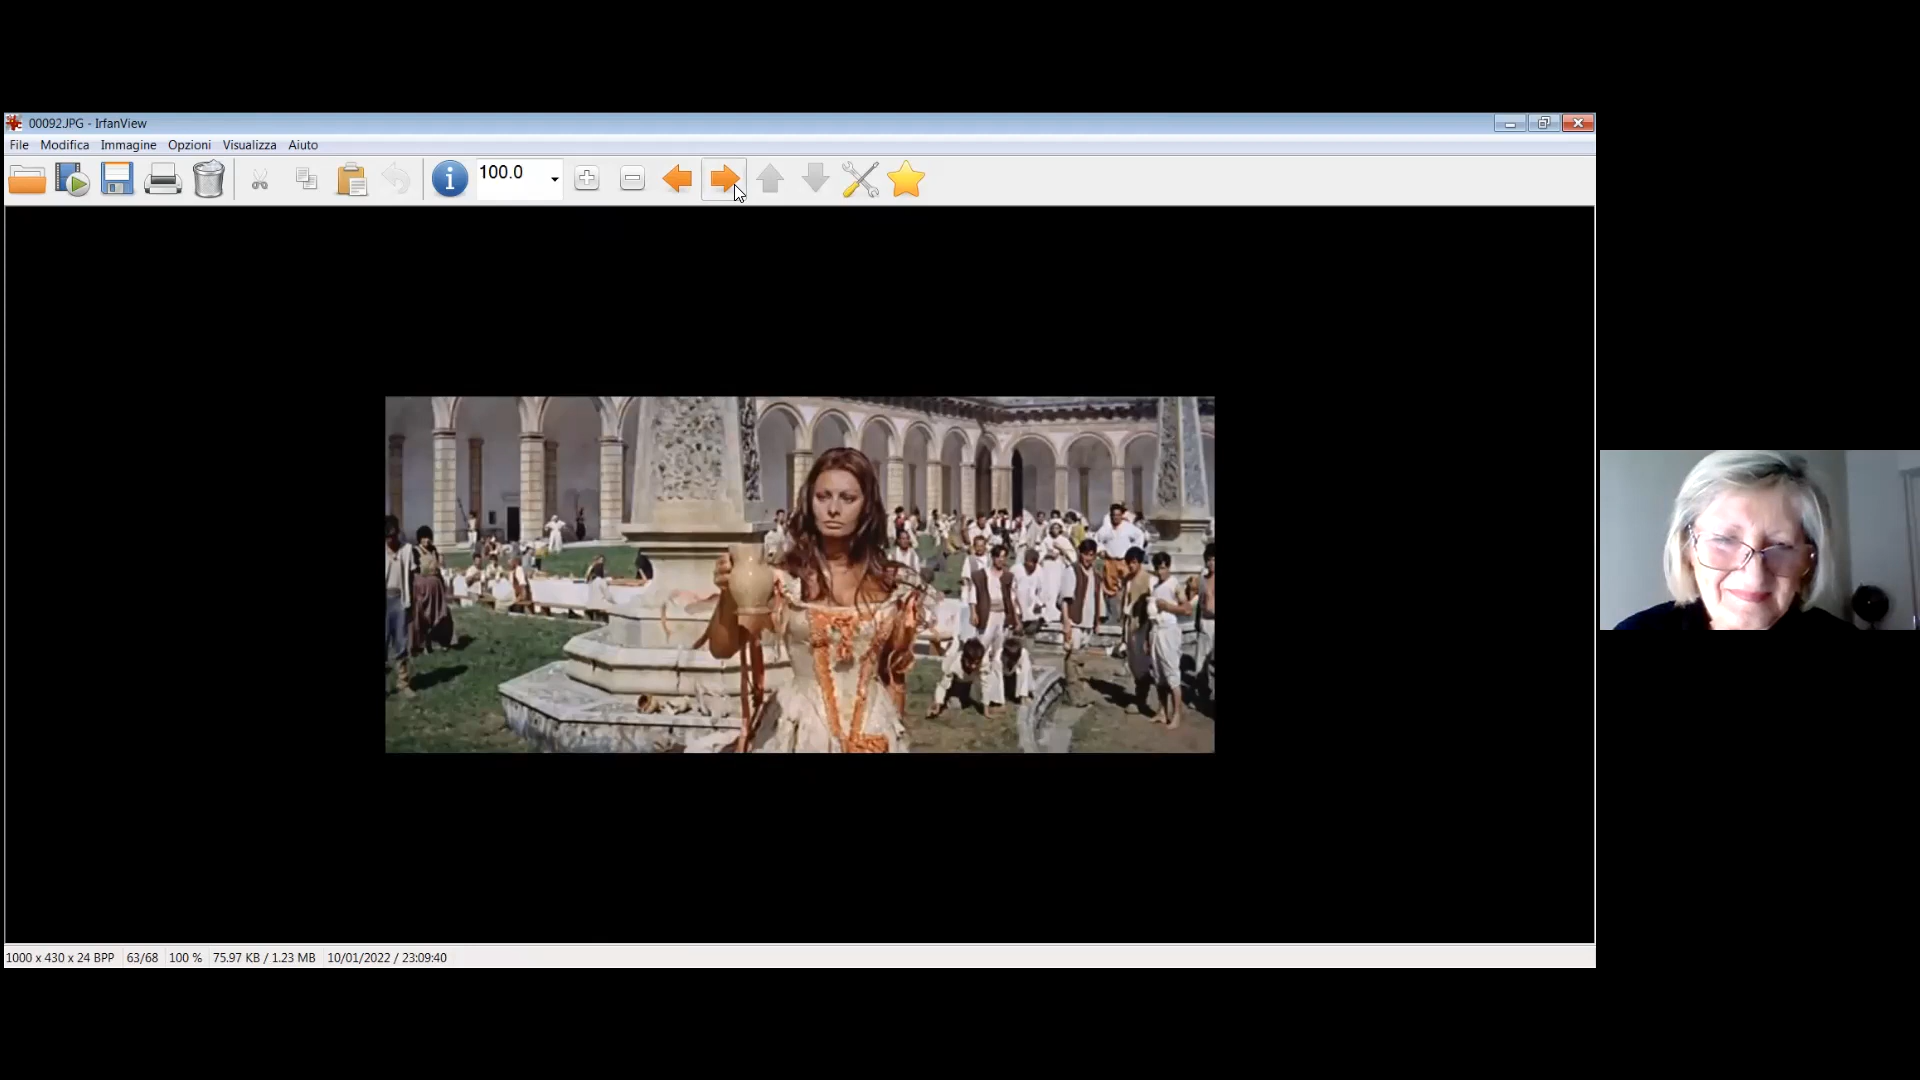 00092.JPG - IrfanView
File Modifica Immagine Opzioni Visualizza Aiuto
100.0
1000 x 430 x 24 BPP 63/68 100 % 75.97 KB / 1.23 MB 10/01/2022 / 23:09:40